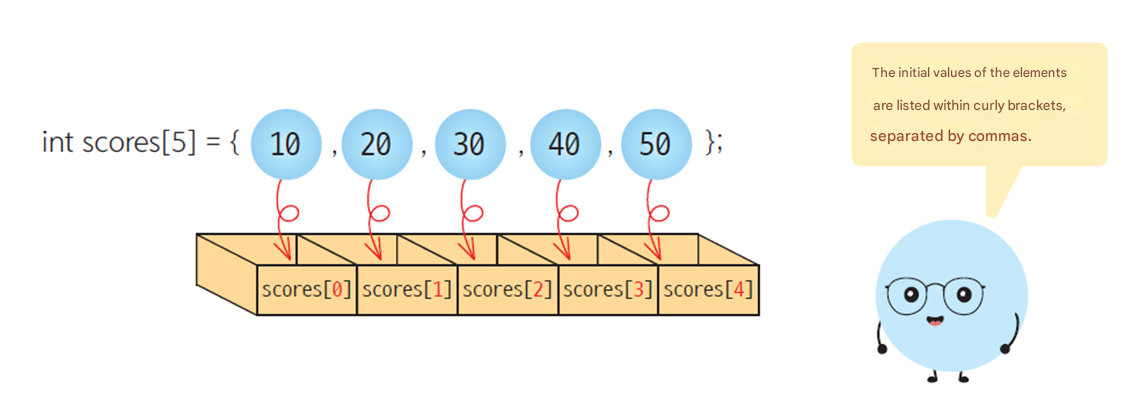 The initial values of the elements
are listed within curly brackets,
separated by commas.
int scores[5] = { 10 , 20 , 30 , 40 , 50 };
scores[0] scores[1] scores[2] scores[3] scores[4]